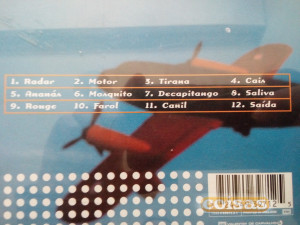 1. Radar 2. Motor 3. Tirana 4. Cais
5. Ananás 6. Mosquito 7. Decapitango 8. Saliva
9. Rouge 10. Farol 11. Canil 12. Saída